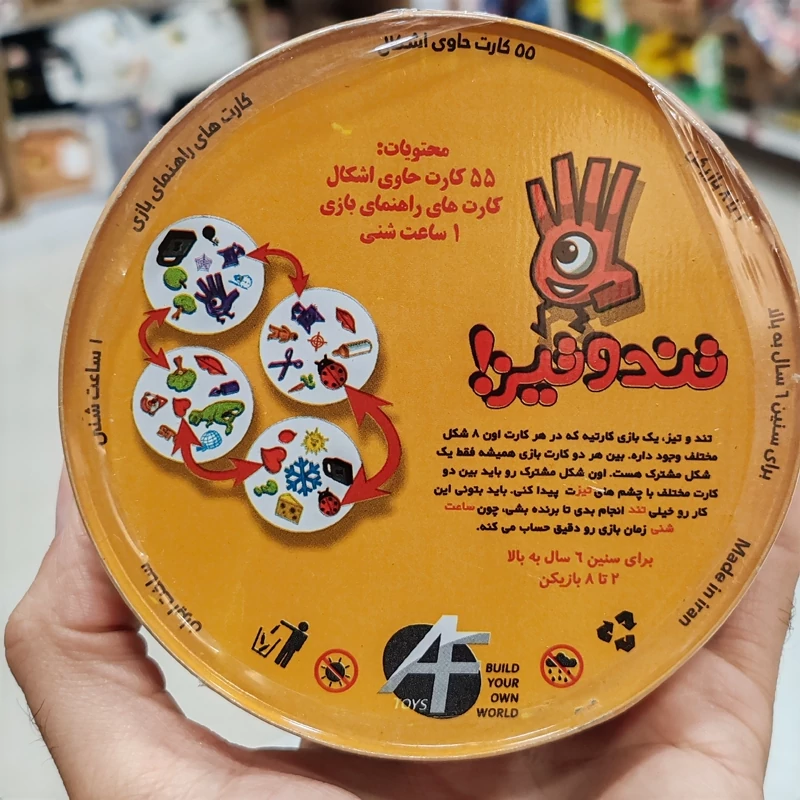 ۵۵ کارت حاوی اشکال
کارت های راهنمای بازی
۱ ساعت شنی
ساخت ایران
برای سنین ۶ سال به بالا
Made in iran
محتویات:
۵۵ کارت حاوی اشکال
کارت های راهنمای بازی
۱ ساعت شنی
تند و تیز!
تند و تیز، یک بازی کارتیه که در هر کارت اون ۸ شکل
مختلف وجود داره. بین هر دو کارت بازی همیشه فقط یک
شکل مشترک هست. اون شکل مشترک رو باید بین دو
کارت مختلف با چشم های تیزت پیدا کنی. باید بتونی این
کار رو خیلی تند انجام بدی تا برنده بشی، چون ساعت
شنی زمان بازی رو دقیق حساب می کنه.
برای سنین ۶ سال به بالا
۲ تا ۸ بازیکن
AF
TOYS
BUILD
YOUR
OWN
WORLD